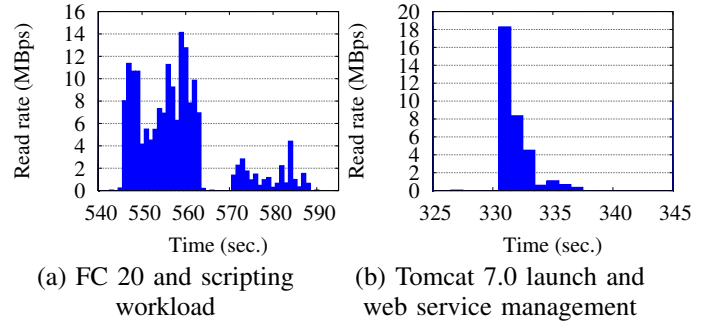 Read rate (MBps)
16
14
12
10
8
6
4
2
0
540 550 560 570 580 590
Time (sec.)
(a) FC 20 and scripting
workload
Read rate (MBps)
20
18
16
14
12
10
8
6
4
2
0
325 330 335 340 345
Time (sec.)
(b) Tomcat 7.0 launch and
web service management